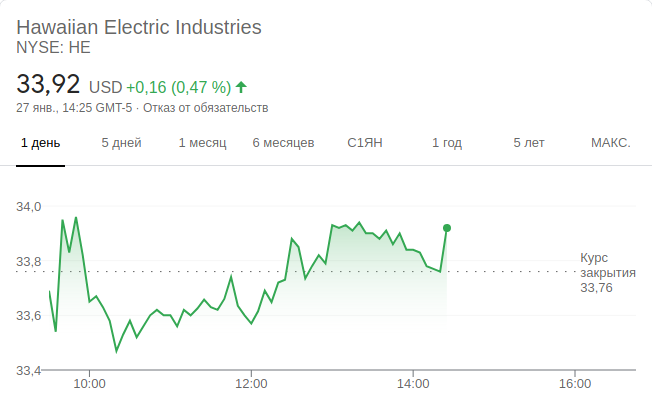 Hawaiian Electric Industries
NYSE: HE
33,92 USD +0,16 (0,47 %)
27 янв., 14:25 GMT-5 · Отказ от обязательств
1 день 5 дней 1 месяц 6 месяцев С1ЯН 1 год 5 лет МАКС.
34,0
33,8
33,6
33,4
Курс
закрытия
33,76
10:00 12:00 14:00 16:00